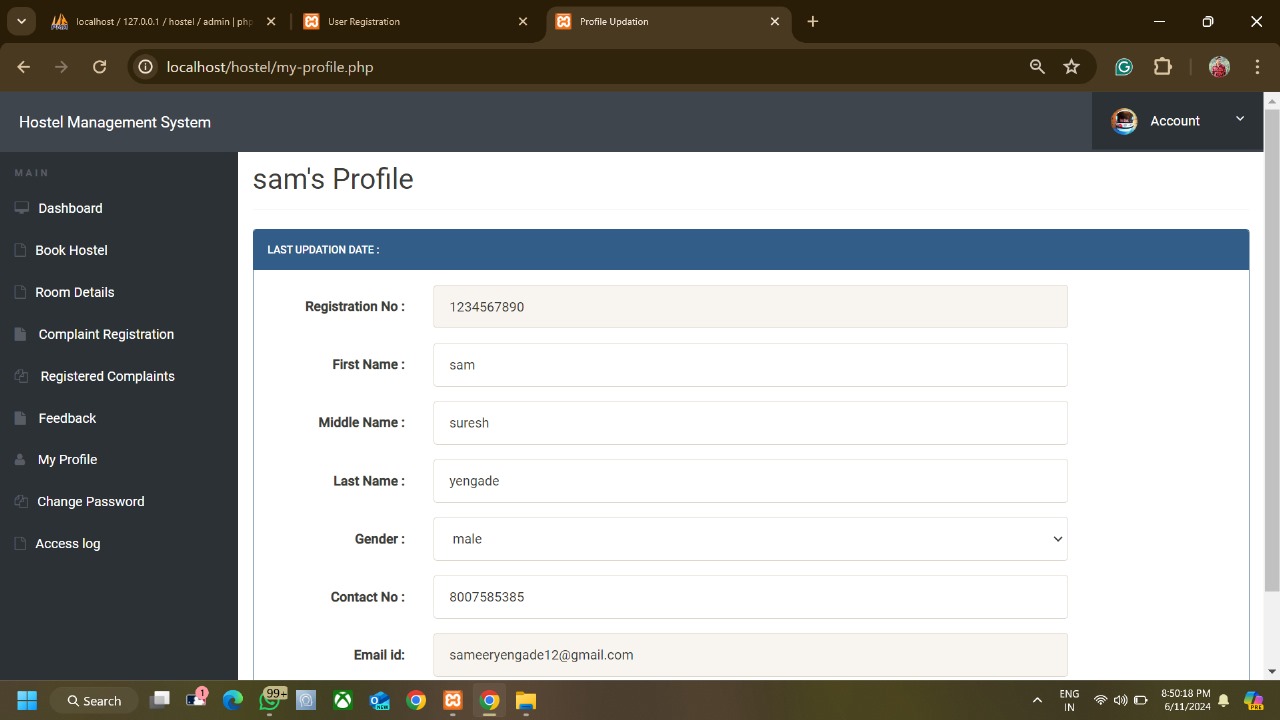 localhost / 127.0.0.1 / hostel / admin | php
User Registration
Profile Updation
localhost/hostel/my-profile.php
Hostel Management System
Account
MAIN
Dashboard
Book Hostel
Room Details
Complaint Registration
Registered Complaints
Feedback
My Profile
Change Password
Access log
sam's Profile
LAST UPDATION DATE :
Registration No : 1234567890
First Name : sam
Middle Name : suresh
Last Name : yengade
Gender : male
Contact No : 8007585385
Email id: sameeryengade12@gmail.com
Search
1
99+
ENG
IN
8:50:18 PM
6/11/2024